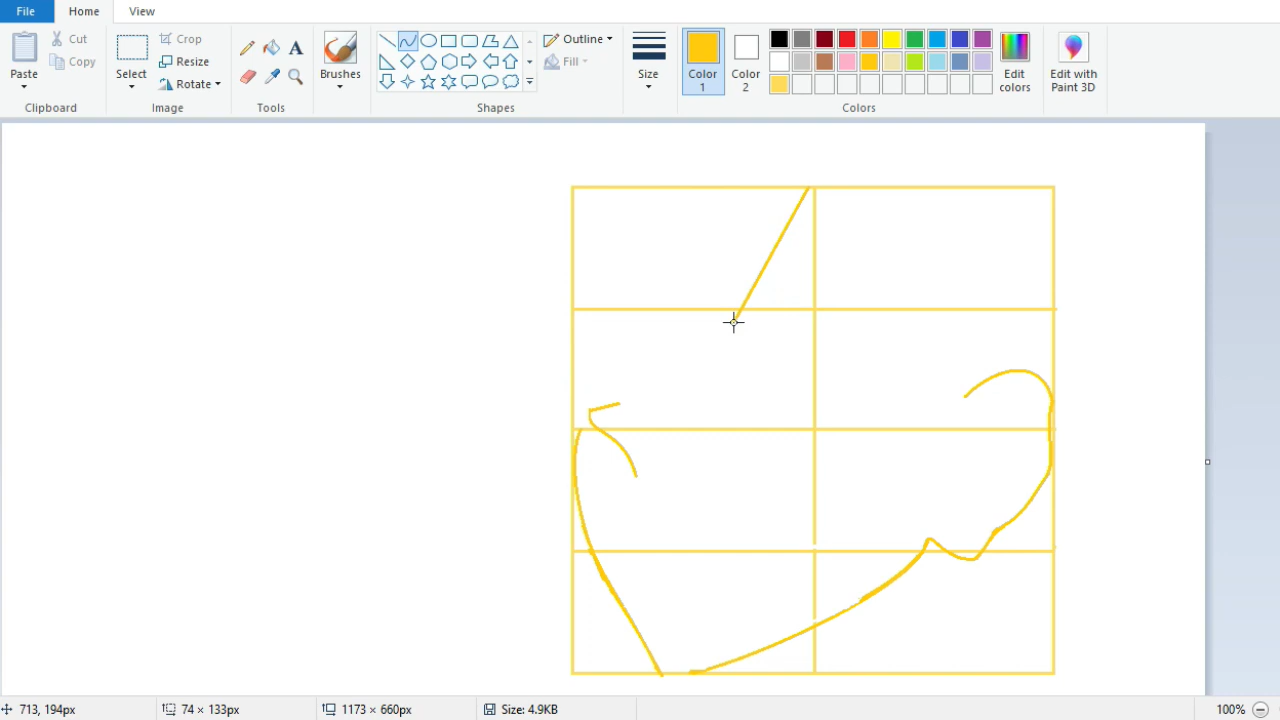 File Home View
Paste
Cut
Copy
Clipboard
Select
Crop
Resize
Rotate
Image
A
Tools
Brushes
Outline
Fill
Shapes
Size
Color 1
Color 2
Edit colors
Colors
Edit with Paint 3D
713, 194px 74 × 133px 1173 × 660px Size: 4.9KB 100%